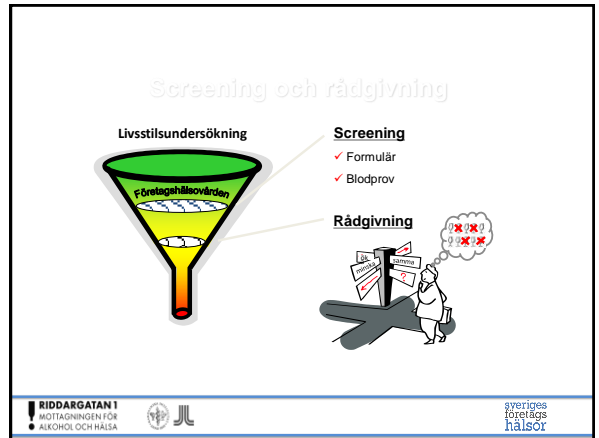 Screening och rådgivning
Livsstilsundersökning
Företagshälsovården
Screening
Formulär
Blodprov
Rådgivning
ök
minska
samma
?
RIDDARGATAN 1
MOTTAGNINGEN FÖR
ALKOHOL OCH HÄLSA
sveriges
företags
hälsor